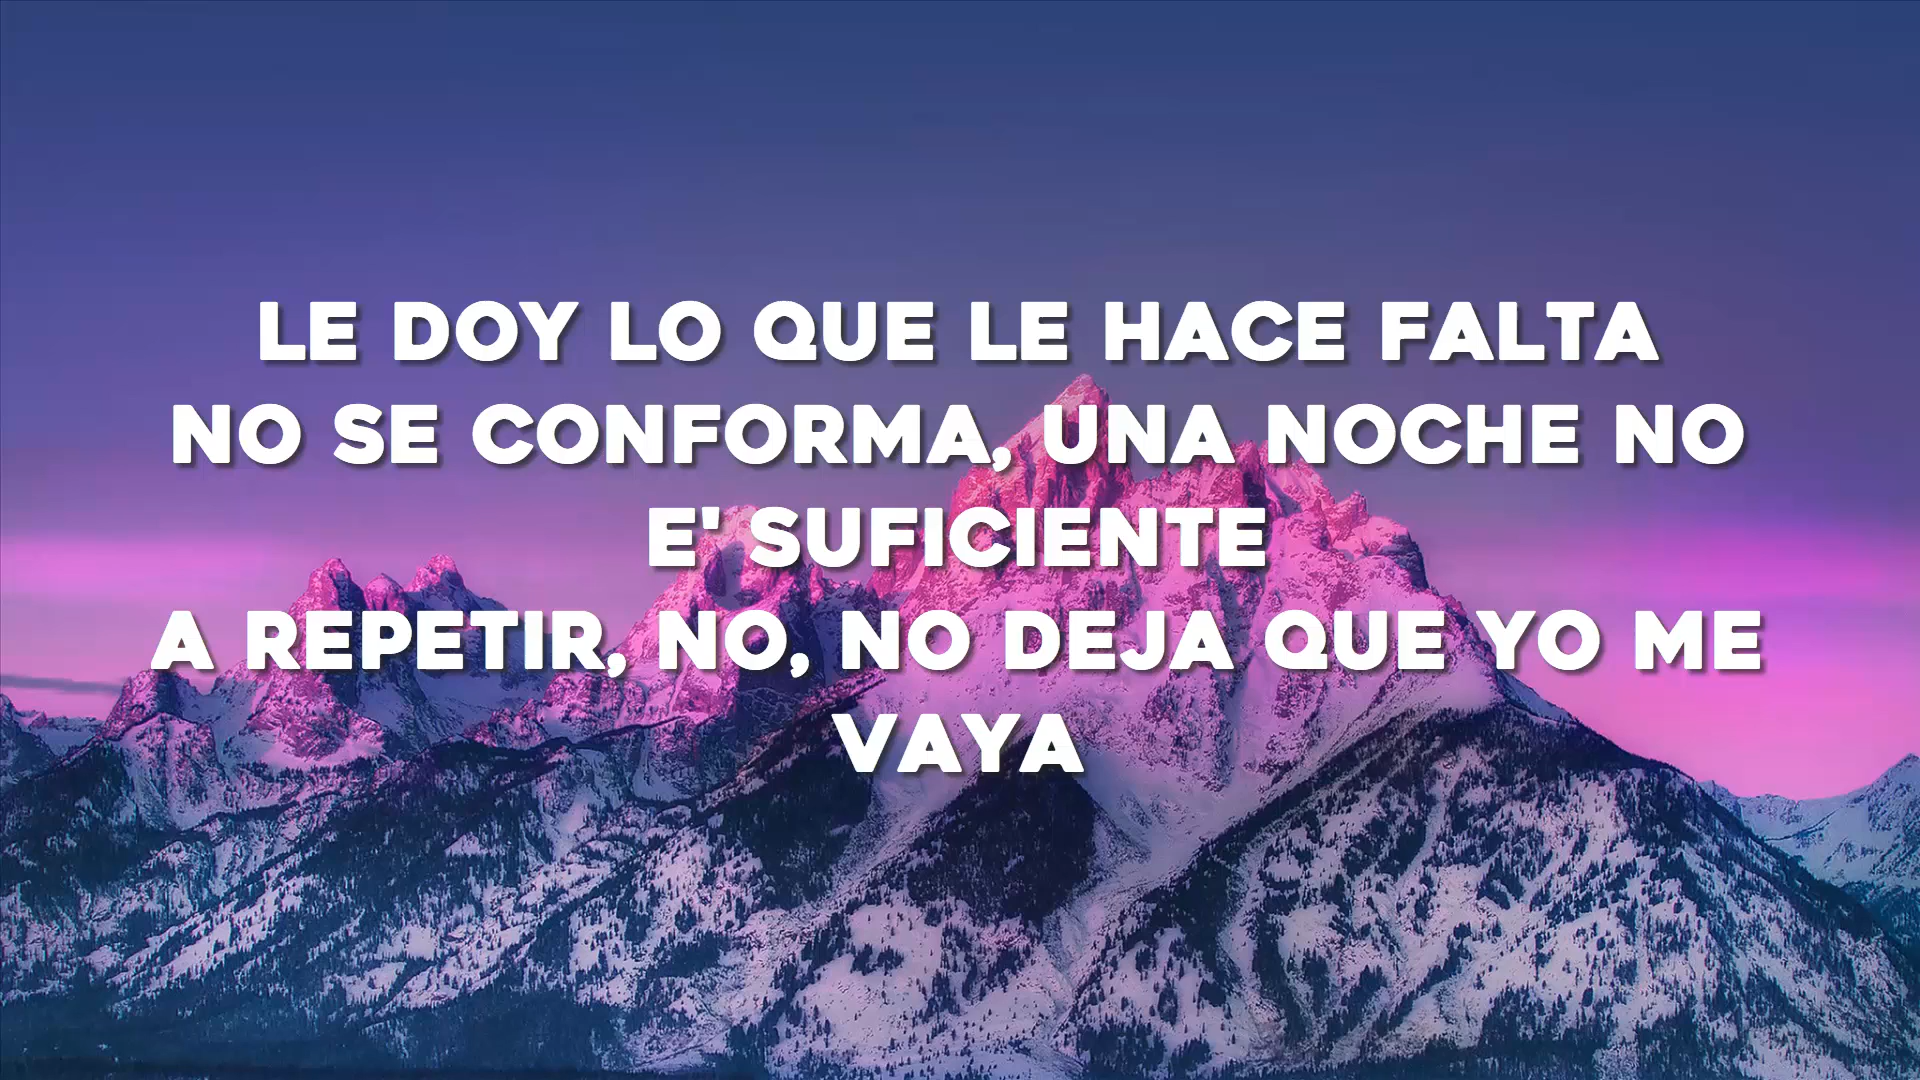 LE DOY LO QUE LE HACE FALTA
NO SE CONFORMA, UNA NOCHE NO
E' SUFICIENTE
A REPETIR, NO, NO DEJA QUE YO ME
VAYA